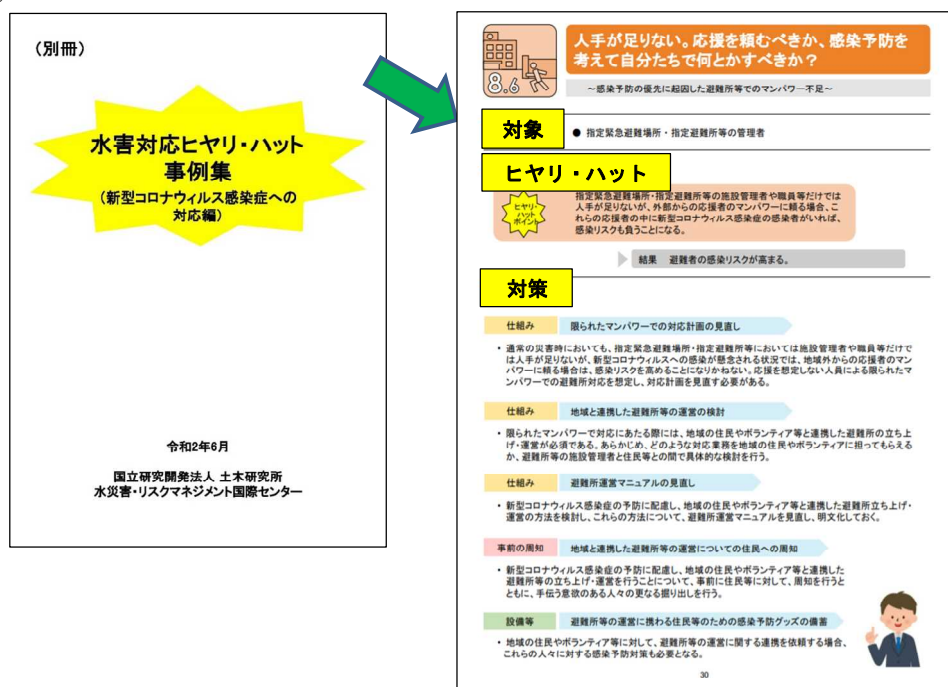 （別冊）
水害対応ヒヤリ・ハット
事例集
（新型コロナウィルス感染症への
対応編）
令和2年6月
国立研究開発法人 土木研究所
水災害・リスクマネジメント国際センター
8.6
人手が足りない。応援を頼むべきか、感染予防を
考えて自分たちで何とかすべきか？
～感染予防の優先に起因した避難所等でのマンパワー不足～
対象
● 指定緊急避難場所・指定避難所等の管理者
ヒヤリ・ハット
ヒヤリ・
ハット
ポイント
指定緊急避難場所・指定避難所等の施設管理者や職員等だけでは
人手が足りないが、外部からの応援者のマンパワーに頼る場合、こ
れらの応援者の中に新型コロナウィルス感染症の感染者がいれば、
感染リスクも負うことになる。
結果 避難者の感染リスクが高まる。
対策
仕組み 限られたマンパワーでの対応計画の見直し
• 通常の災害時においても、指定緊急避難場所・指定避難所等においては施設管理者や職員等だけで
は人手が足りないが、新型コロナウィルスへの感染が懸念される状況では、地域外からの応援者のマン
パワーに頼る場合は、感染リスクを高めることになりかねない。応援を想定しない人員による限られたマ
ンパワーでの避難所対応を想定し、対応計画を見直す必要がある。
仕組み 地域と連携した避難所等の運営の検討
• 限られたマンパワーで対応にあたる際には、地域の住民やボランティア等と連携した避難所の立ち上
げ・運営が必須である。あらかじめ、どのような対応業務を地域の住民やボランティアに担ってもらえる
か、避難所等の施設管理者と住民等との間で具体的な検討を行う。
仕組み 避難所運営マニュアルの見直し
• 新型コロナウィルス感染症の予防に配慮し、地域の住民やボランティア等と連携した避難所立ち上げ・
運営の方法を検討し、これらの方法について、避難所運営マニュアルを見直し、明文化しておく。
事前の周知 地域と連携した避難所等の運営についての住民への周知
• 新型コロナウィルス感染症の予防に配慮し、地域の住民やボランティア等と連携した
避難所等の立ち上げ・運営を行うことについて、事前に住民等に対して、周知を行うと
ともに、手伝う意欲のある人々の更なる掘り出しを行う。
設備等 避難所等の運営に携わる住民等のための感染予防グッズの備蓄
• 地域の住民やボランティア等に対して、避難所等の運営に関する連携を依頼する場合、
これらの人々に対する感染予防対策も必要となる。
30